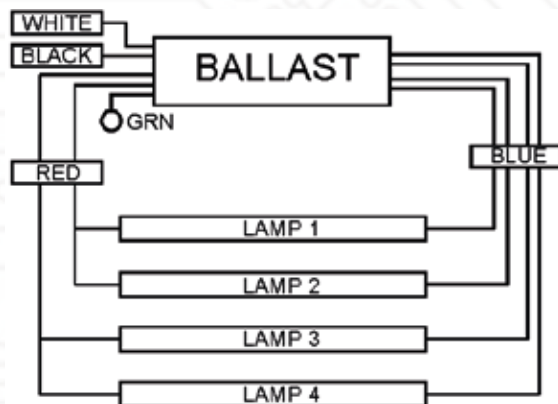 WHITE
BLACK
BALLAST
GRN
RED
BLUE
LAMP 1
LAMP 2
LAMP 3
LAMP 4